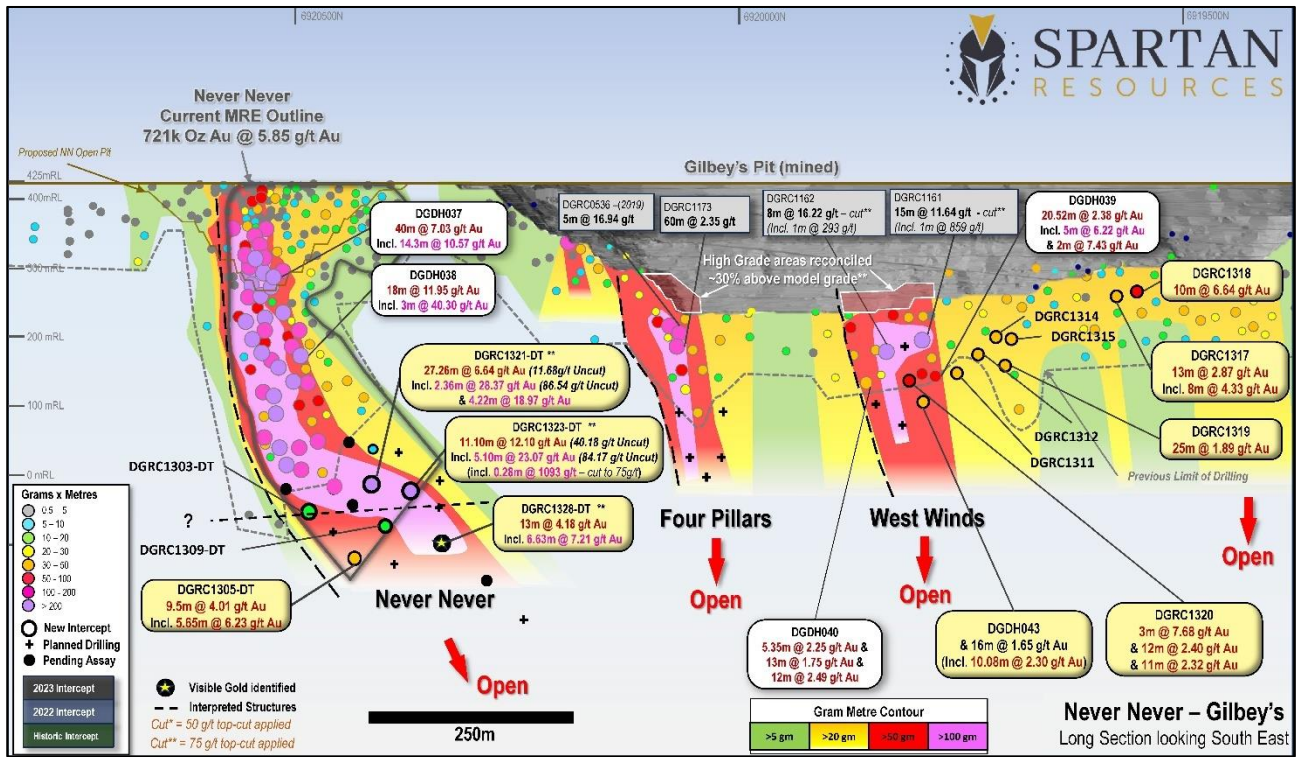 6920500N
6920000N
6919500N
SPARTAN
RESOURCES
Never Never
Current MRE Outline
721k Oz Au @ 5.85 g/t Au
Proposed NN Open Pit
Gilbey's Pit (mined)
425mRL
400mRL
300mRL
200 mRL
100 mRL
0 mRL
DGDH037
40m @ 7.03 g/t Au
Incl. 14.3m @ 10.57 g/t Au
DGDH038
18m @ 11.95 g/t Au
Incl. 3m @ 40.30 g/t Au
DGRC0536 –(2019)
5m @ 16.94 g/t
DGRC1173
60m @ 2.35 g/t
DGRC1162
8m @ 16.22 g/t – cut**
(Incl. 1m @ 293 g/t)
DGRC1161
15m @ 11.64 g/t - cut**
(Incl. 1m @ 859 g/t)
DGDH039
20.52m @ 2.38 g/t Au
Incl. 5m @ 6.22 g/t Au
& 2m @ 7.43 g/t Au
High Grade areas reconciled
~30% above model grade**
DGRC1318
10m @ 6.64 g/t Au
DGRC1314
DGRC1315
DGRC1317
13m @ 2.87 g/t Au
Incl. 8m @ 4.33 g/t Au
DGRC1321-DT **
27.26m @ 6.64 g/t Au (11.68g/t Uncut)
Incl. 2.36m @ 28.37 g/t Au (86.54 g/t Uncut)
& 4.22m @ 18.97 g/t Au
DGRC1323-DT **
11.10m @ 12.10 g/t Au (40.18 g/t Uncut)
Incl. 5.10m @ 23.07 g/t Au (84.17 g/t Uncut)
(incl. 0.28m @ 1093 g/t – cut to 75g/t)
DGRC1312
DGRC1311
DGRC1319
25m @ 1.89 g/t Au
Previous Limit of Drilling
DGRC1303-DT
?
DGRC1309-DT
DGRC1328-DT **
13m @ 4.18 g/t Au
Incl. 6.63m @ 7.21 g/t Au
DGRC1305-DT
9.5m @ 4.01 g/t Au
Incl. 5.65m @ 6.23 g/t Au
Never Never
Open
Four Pillars
Open
West Winds
Open
Open
DGDH040
5.35m @ 2.25 g/t Au &
13m @ 1.75 g/t Au &
12m @ 2.49 g/t Au
DGDH043
& 16m @ 1.65 g/t Au
(Incl. 10.08m @ 2.30 g/t Au)
DGRC1320
3m @ 7.68 g/t Au
& 12m @ 2.40 g/t Au
& 11m @ 2.32 g/t Au
Grams x Metres
0.5 5
5 – 10
10 – 20
20 – 30
30 – 50
50 - 100
100 - 200
> 200
New Intercept
Planned Drilling
Pending Assay
2023 Intercept
2022 Intercept
Historic Intercept
Visible Gold identified
Interpreted Structures
Cut* = 50 g/t top-cut applied
Cut** = 75 g/t top-cut applied
250m
Gram Metre Contour
>5 gm
>20 gm
>50 gm
>100 gm
Never Never – Gilbey's
Long Section looking South East